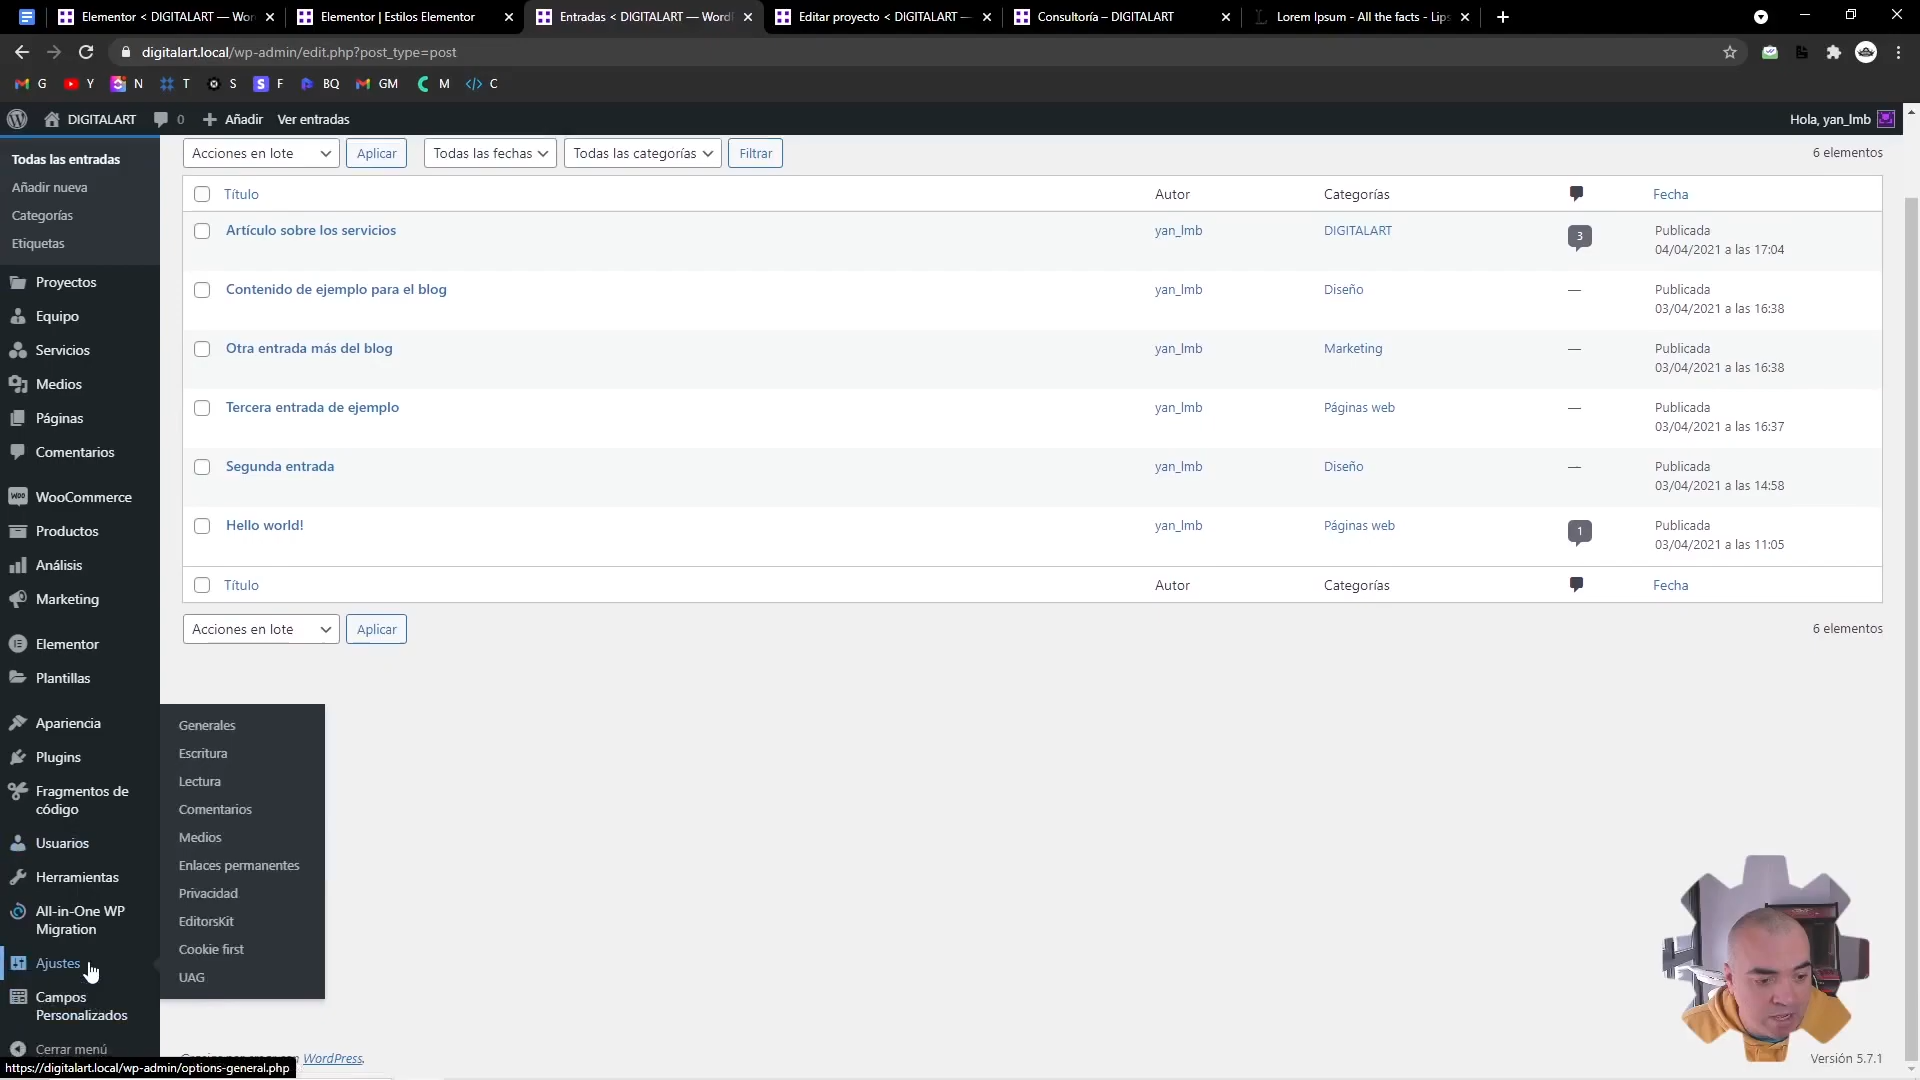 Elementor < DIGITALART — Wor
Elementor | Estilos Elementor
Entradas < DIGITALART — WordP
Editar proyecto < DIGITALART —
Consultoría – DIGITALART
Lorem Ipsum - All the facts - Lips
digitalart.local/wp-admin/edit.php?post_type=post
G
Y
N
T
S
F
BQ
GM
M
C
DIGITALART
0
Añadir
Ver entradas
Hola, yan_lmb
Todas las entradas
Añadir nueva
Categorías
Etiquetas
Proyectos
Equipo
Servicios
Medios
Páginas
Comentarios
WooCommerce
Productos
Análisis
Marketing
Elementor
Plantillas
Apariencia
Plugins
Fragmentos de
código
Usuarios
Herramientas
All-in-One WP
Migration
Ajustes
Campos
Personalizados
Cerrar menú
Generales
Escritura
Lectura
Comentarios
Medios
Enlaces permanentes
Privacidad
EditorsKit
Cookie first
UAG
Acciones en lote
Aplicar
Todas las fechas
Todas las categorías
Filtrar
6 elementos
Título
Autor
Categorías
Fecha
Artículo sobre los servicios
yan_lmb
DIGITALART
3
Publicada
04/04/2021 a las 17:04
Contenido de ejemplo para el blog
yan_lmb
Diseño
—
Publicada
03/04/2021 a las 16:38
Otra entrada más del blog
yan_lmb
Marketing
—
Publicada
03/04/2021 a las 16:38
Tercera entrada de ejemplo
yan_lmb
Páginas web
—
Publicada
03/04/2021 a las 16:37
Segunda entrada
yan_lmb
Diseño
—
Publicada
03/04/2021 a las 14:58
Hello world!
yan_lmb
Páginas web
1
Publicada
03/04/2021 a las 11:05
Título
Autor
Categorías
Fecha
Acciones en lote
Aplicar
6 elementos
WordPress.
Versión 5.7.1
https://digitalart.local/wp-admin/options-general.php